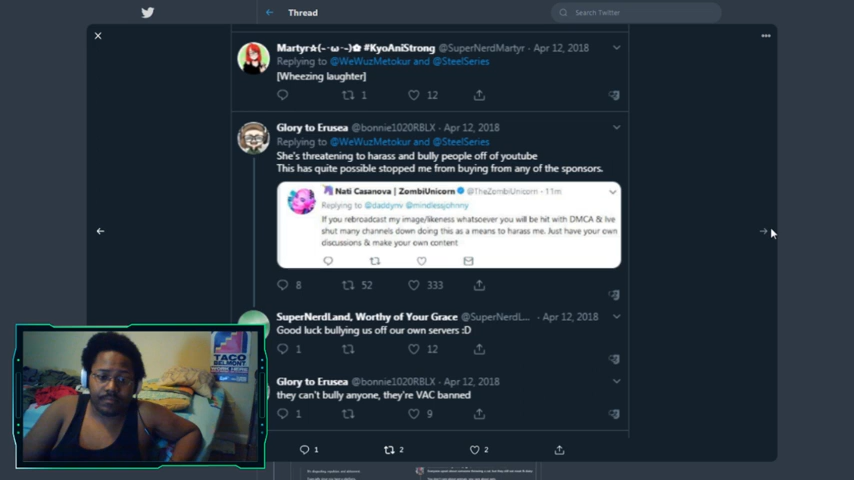 Thread
Search Twitter
Martyr☆(-·ω·-)✿ #KyoAniStrong @SuperNerdMartyr · Apr 12, 2018
Replying to @WeWuzMetokur and @SteelSeries
[Wheezing laughter]
1 12
Glory to Erusea @bonnie1020RBLX · Apr 12, 2018
Replying to @WeWuzMetokur and @SteelSeries
She's threatening to harass and bully people off of youtube
This has quite possible stopped me from buying from any of the sponsors.
Nati Casanova | ZombiUnicorn @TheZombiUnicorn · 11m
Replying to @daddynv @mindlessjohnny
If you rebroadcast my image/likeness whatsoever you will be hit with DMCA & Ive
shut many channels down doing this as a means to harass me. Just have your own
discussions & make your own content
8 52 333
SuperNerdLand, Worthy of Your Grace @SuperNerdL... · Apr 12, 2018
Good luck bullying us off our own servers :D
1 12
Glory to Erusea @bonnie1020RBLX · Apr 12, 2018
they can't bully anyone, they're VAC banned
1 9
1 2 2
TACO
BELMONT